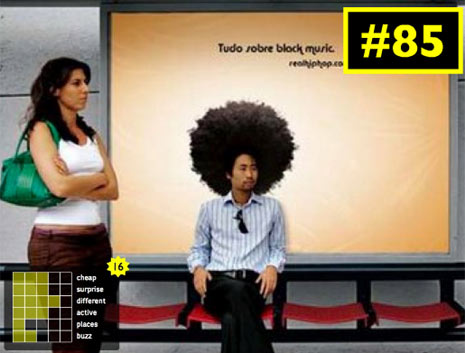 #85
Tudo sobre black music.
realhiphop.co
16
cheap
surprise
different
active
places
buzz